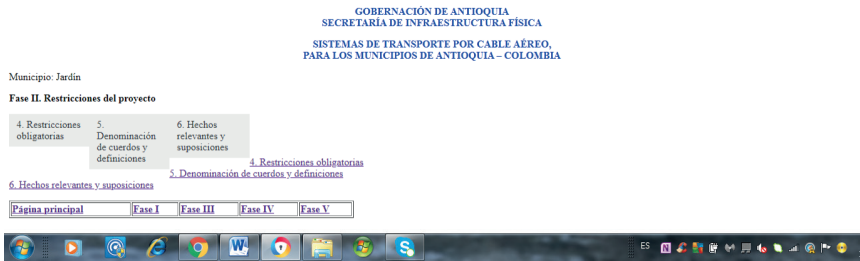 GOBERNACIÓN DE ANTIOQUIA
SECRETARÍA DE INFRAESTRUCTURA FÍSICA
SISTEMAS DE TRANSPORTE POR CABLE AÉREO,
PARA LOS MUNICIPIOS DE ANTIOQUIA – COLOMBIA
Municipio: Jardín
Fase II. Restricciones del proyecto
4. Restricciones
obligatorias
5.
Denominación
de cuerdos y
definiciones
6. Hechos
relevantes y
suposiciones
4. Restricciones obligatorias
5. Denominación de cuerdos y definiciones
6. Hechos relevantes y suposiciones
Página principal Fase I Fase III Fase IV Fase V
ES